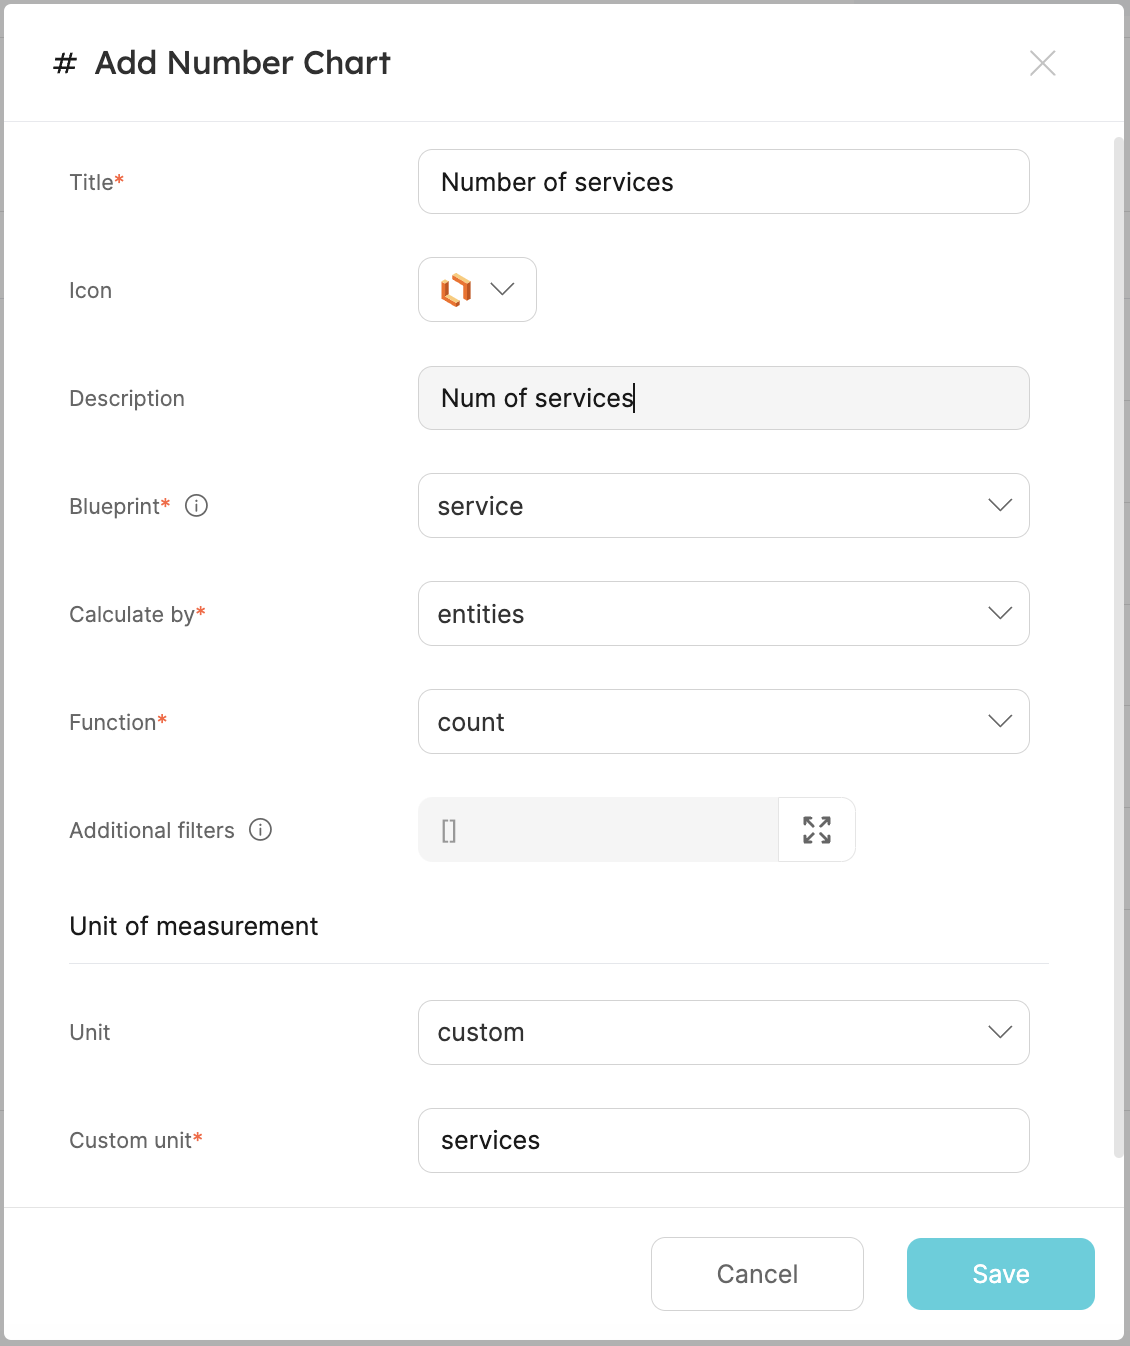 # Add Number Chart
Title* Number of services
Icon
Description Num of services
Blueprint* service
Calculate by* entities
Function* count
Additional filters []
Unit of measurement
Unit custom
Custom unit* services
Cancel Save